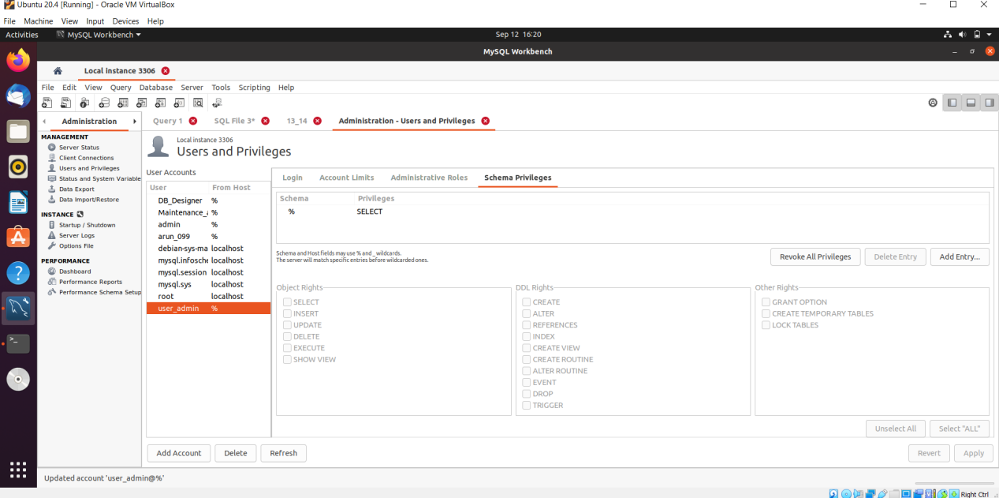 Ubuntu 20.4 [Running] - Oracle VM VirtualBox
File Machine View Input Devices Help
Activities MySQL Workbench Sep 12 16:20
MySQL Workbench
Local instance 3306
File Edit View Query Database Server Tools Scripting Help
Administration Query 1 SQL File 3* 13_14 Administration - Users and Privileges
MANAGEMENT
Server Status
Client Connections
Users and Privileges
Status and System Variable
Data Export
Data Import/Restore
INSTANCE
Startup / Shutdown
Server Logs
Options File
PERFORMANCE
Dashboard
Performance Reports
Performance Schema Setup
Local instance 3306
Users and Privileges
User Accounts
User From Host
DB_Designer %
Maintenance_a %
admin %
arun_099 %
debian-sys-ma localhost
mysql.infosche localhost
mysql.session localhost
mysql.sys localhost
root localhost
user_admin %
Login Account Limits Administrative Roles Schema Privileges
Schema Privileges
% SELECT
Schema and Host fields may use % and _ wildcards.
The server will match specific entries before wildcarded ones.
Revoke All Privileges Delete Entry Add Entry...
Object Rights
SELECT
INSERT
UPDATE
DELETE
EXECUTE
SHOW VIEW
DDL Rights
CREATE
ALTER
REFERENCES
INDEX
CREATE VIEW
CREATE ROUTINE
ALTER ROUTINE
EVENT
DROP
TRIGGER
Other Rights
GRANT OPTION
CREATE TEMPORARY TABLES
LOCK TABLES
Unselect All Select "ALL"
Add Account Delete Refresh Revert Apply
Updated account 'user_admin@%'
Right Ctrl